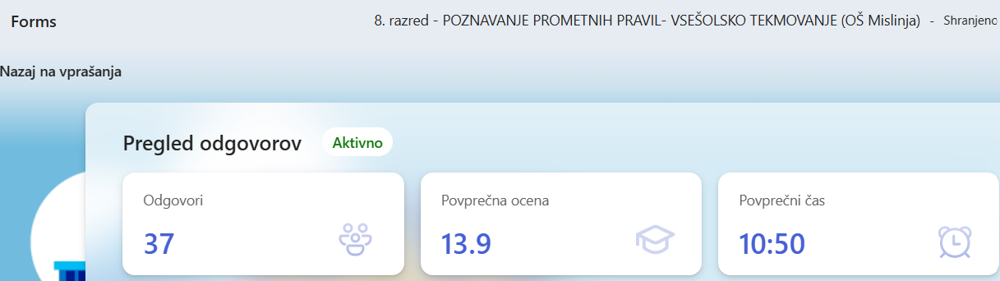 Forms
8. razred - POZNAVANJE PROMETNIH PRAVIL- VSEŠOLSKO TEKMOVANJE (OŠ Mislinja) - Shranjeno
Nazaj na vprašanja
Pregled odgovorov Aktivno
Odgovori
37
Povprečna ocena
13.9
Povprečni čas
10:50